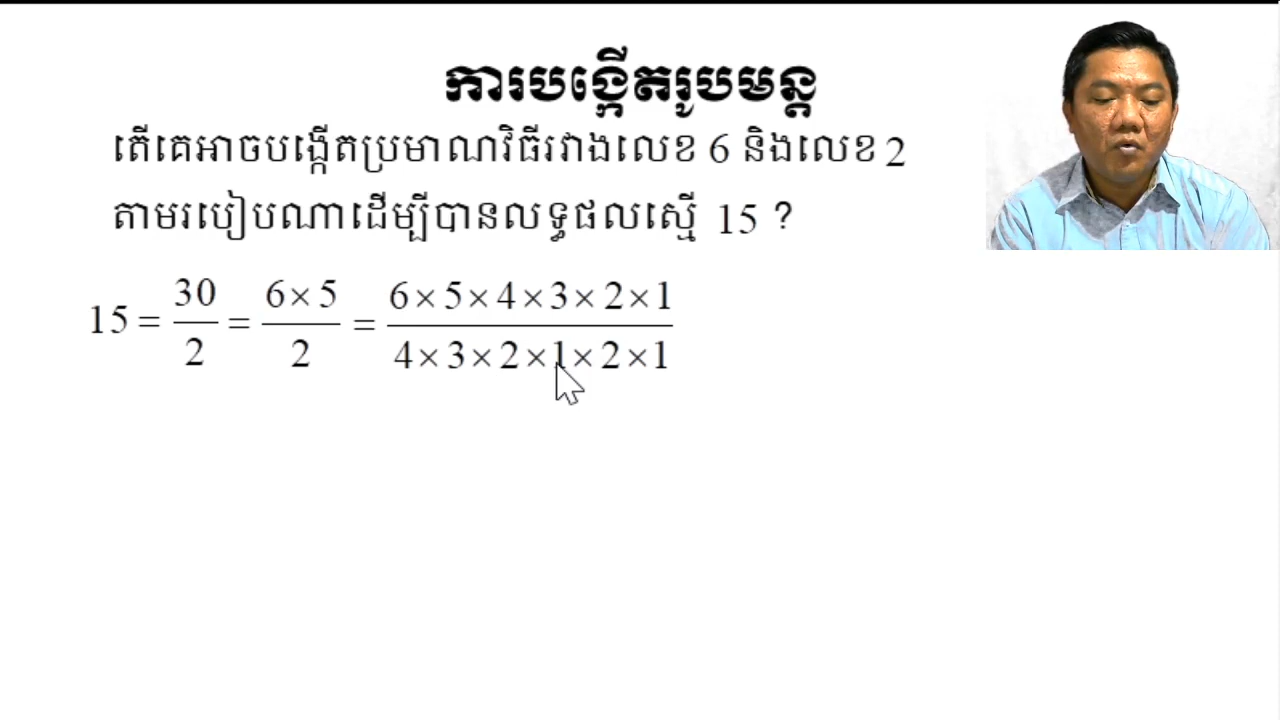 ការបង្កើតរូបមន្ត
តើគេអាចបង្កើតប្រមាណវិធីរវាងលេខ 6 និងលេខ 2
តាមរបៀបណាដើម្បីបានលទ្ធផលស្មើ 15 ?
15 = 30/2 = 6×5/2 = 6×5×4×3×2×1/4×3×2×1×2×1